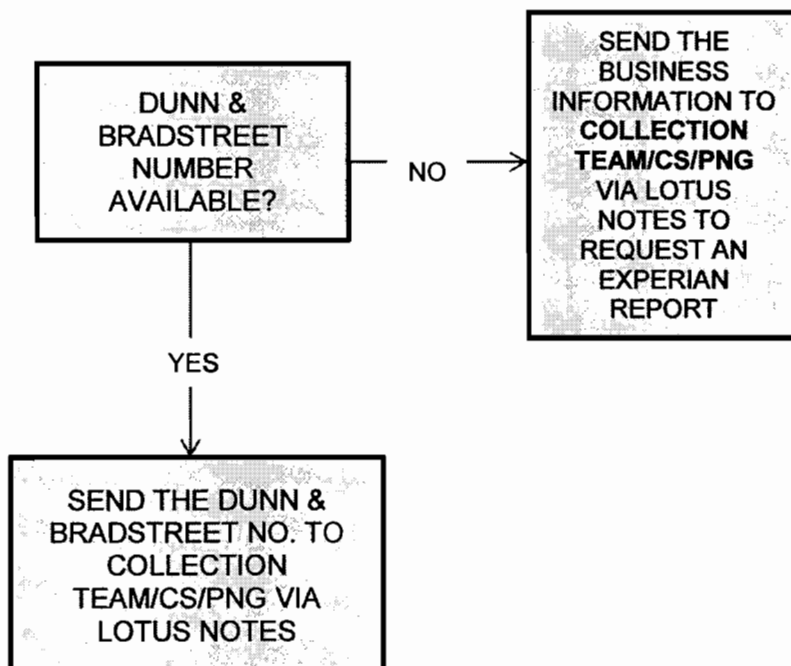 DUNN &
BRADSTREET
NUMBER
AVAILABLE?
NO
SEND THE
BUSINESS
INFORMATION TO
COLLECTION
TEAM/CS/PNG
VIA LOTUS
NOTES TO
REQUEST AN
EXPERIAN
REPORT
YES
SEND THE DUNN &
BRADSTREET NO. TO
COLLECTION
TEAM/CS/PNG VIA
LOTUS NOTES